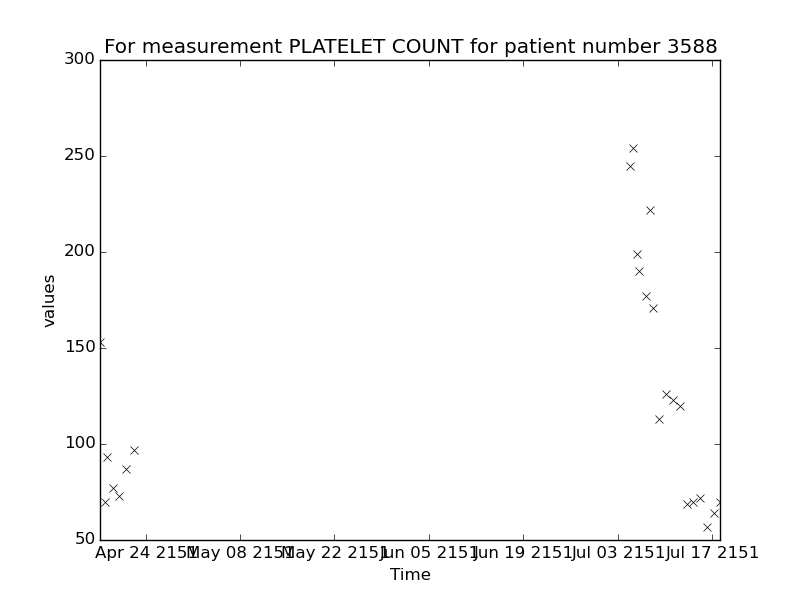 For measurement PLATELET COUNT for patient number 3588
300
250
200
150
100
50
values
Apr 24 2151 May 08 2151 May 22 2151 Jun 05 2151 Jun 19 2151 Jul 03 2151 Jul 17 2151
Time